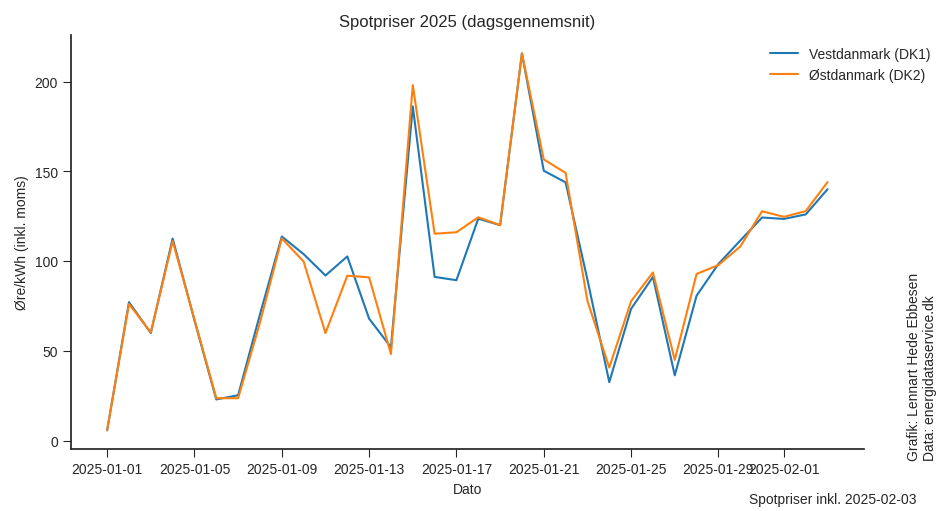 Spotpriser 2025 (dagsgennemsnit)
Vestdanmark (DK1)
Østdanmark (DK2)
Øre/kWh (inkl. moms)
200
150
100
50
0
2025-01-01
2025-01-05
2025-01-09
2025-01-13
2025-01-17
2025-01-21
2025-01-25
2025-01-29
2025-02-01
Dato
Grafik: Lennart Hede Ebbesen
Data: energidataservice.dk
Spotpriser inkl. 2025-02-03